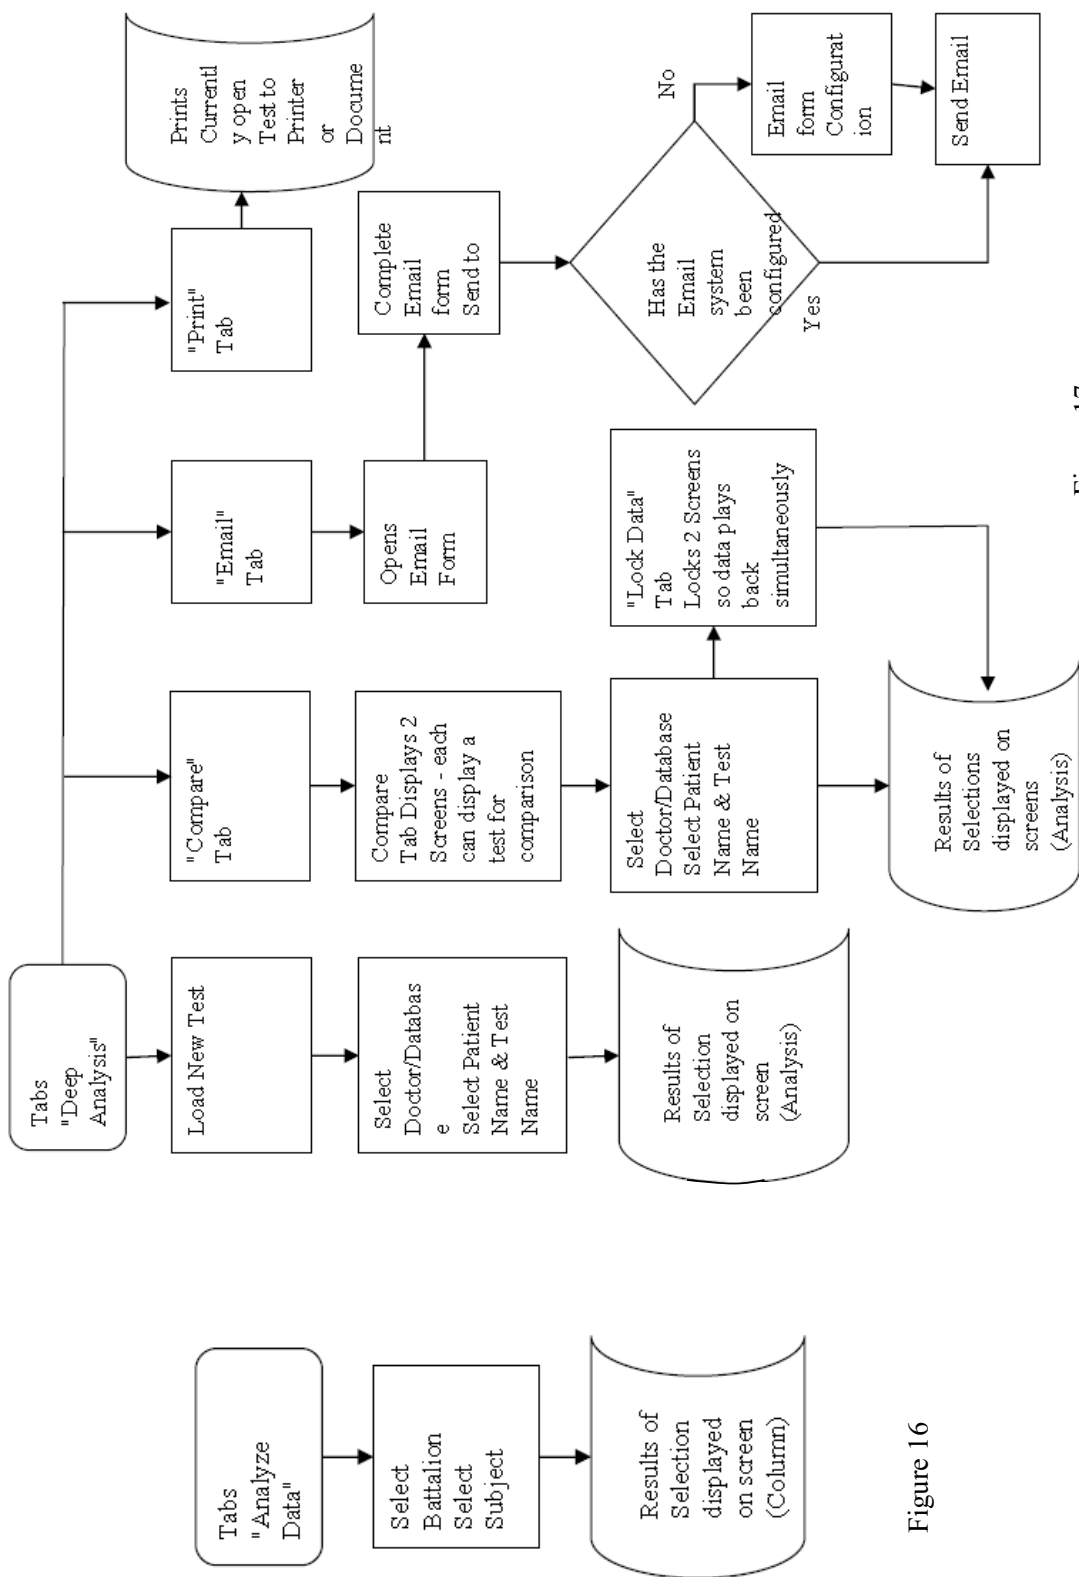 Tabs
"Analyze
Data"
Select
Battalion
Select
Subject
Results of
Selection
displayed
on screen
(Column)
Figure 16
Tabs
"Deep
Analysis"
Load New Test
Select
Doctor/Databas
e
Select Patient
Name & Test
Name
Results of
Selection
displayed on
screen
(Analysis)
"Compare"
Tab
Compare
Tab Displays 2
Screens - each
can display a
test for
comparison
Select
Doctor/Database
Select Patient
Name & Test
Name
"Lock Data"
Tab
Locks 2 Screens
so data plays
back
simultaneously
Results of
Selections
displayed on
screens
(Analysis)
"Email"
Tab
Opens
Email
Form
Complete
Email
form
Send to
Has the
Email
system
been
configured
Yes
No
Email
form
Configurat
ion
Send Email
"Print"
Tab
Prints
Currentl
y open
Test to
Printer
or
Docume
nt